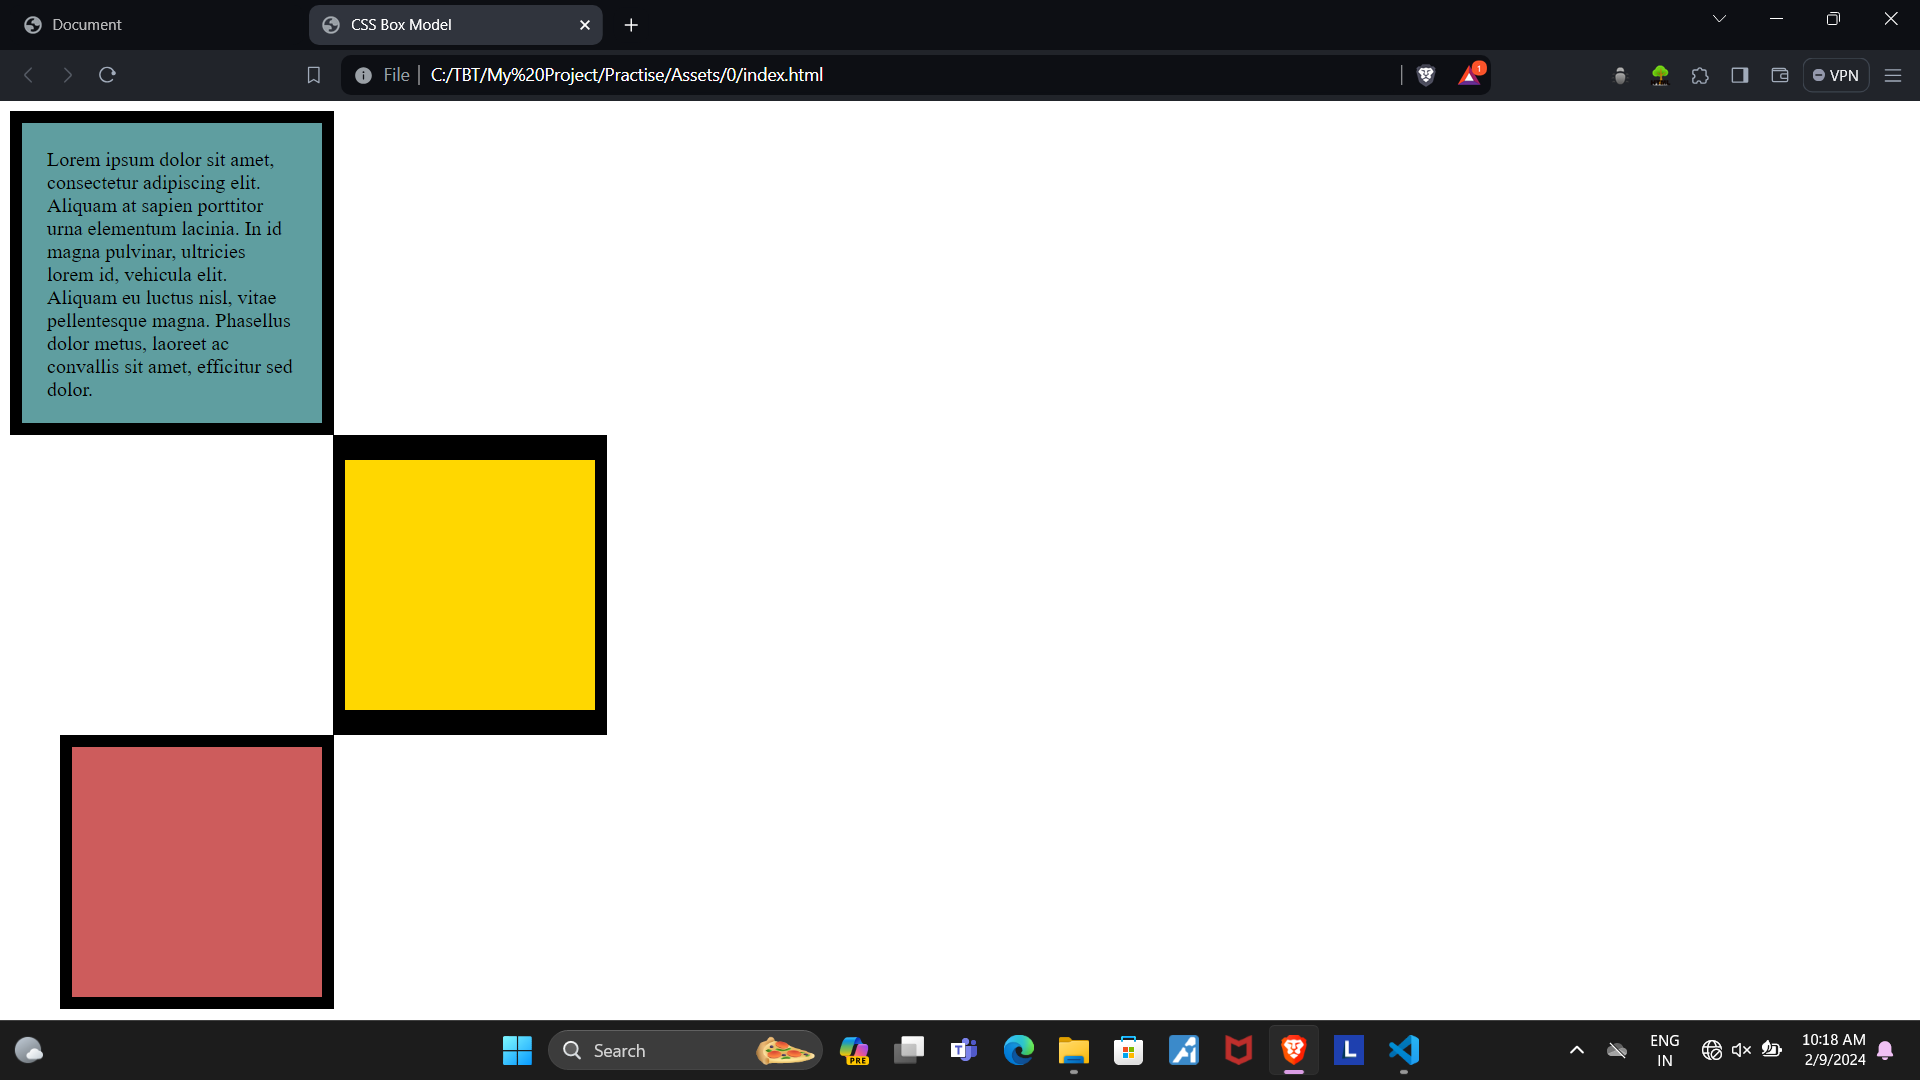 Document
CSS Box Model
File C:/TBT/My%20Project/Practise/Assets/0/index.html
1
VPN
Lorem ipsum dolor sit amet,
consectetur adipiscing elit.
Aliquam at sapien porttitor
urna elementum lacinia. In id
magna pulvinar, ultricies
lorem id, vehicula elit.
Aliquam eu luctus nisl, vitae
pellentesque magna. Phasellus
dolor metus, laoreet ac
convallis sit amet, efficitur sed
dolor.
Search
PRE
T
L
ENG
IN
10:18 AM
2/9/2024